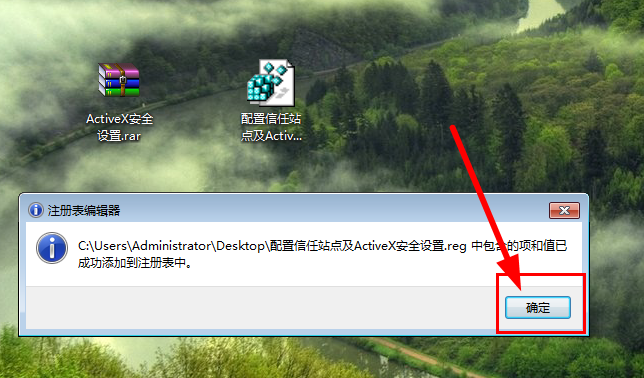 ActiveX安全
设置.rar
配置信任站
点及Activ...
注册表编辑器
C:\Users\Administrator\Desktop\配置信任站点及ActiveX安全设置.reg 中包含的项和值已
成功添加到注册表中。
确定